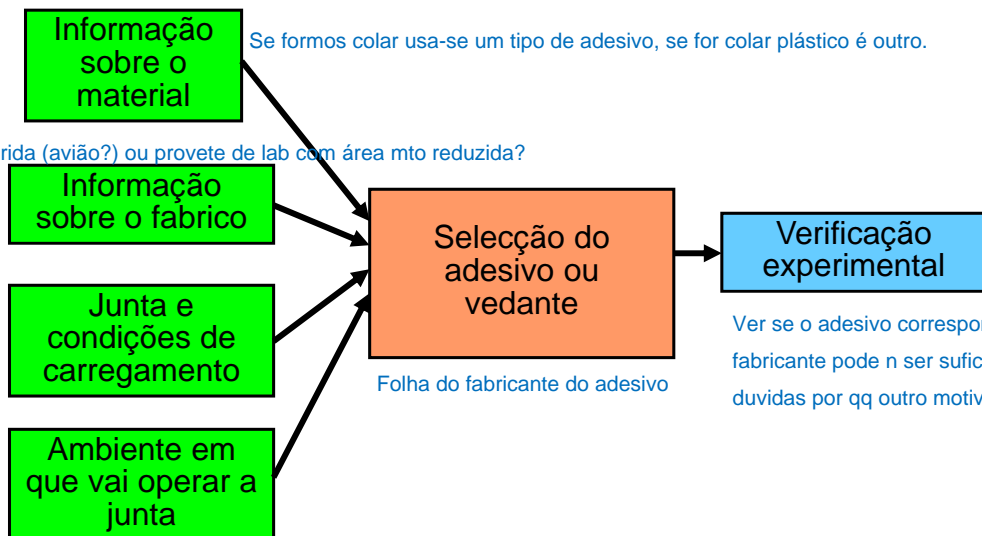 Informação
sobre o
material
Se formos colar usa-se um tipo de adesivo, se for colar plástico é outro.
rida (avião?) ou provete de lab com área mto reduzida?
Informação
sobre o fabrico
Selecção do
adesivo ou
vedante
Verificação
experimental
Junta e
condições de
carregamento
Ver se o adesivo correspon
fabricante pode n ser sufic
duvidas por qq outro motiv
Folha do fabricante do adesivo
Ambiente em
que vai operar a
junta